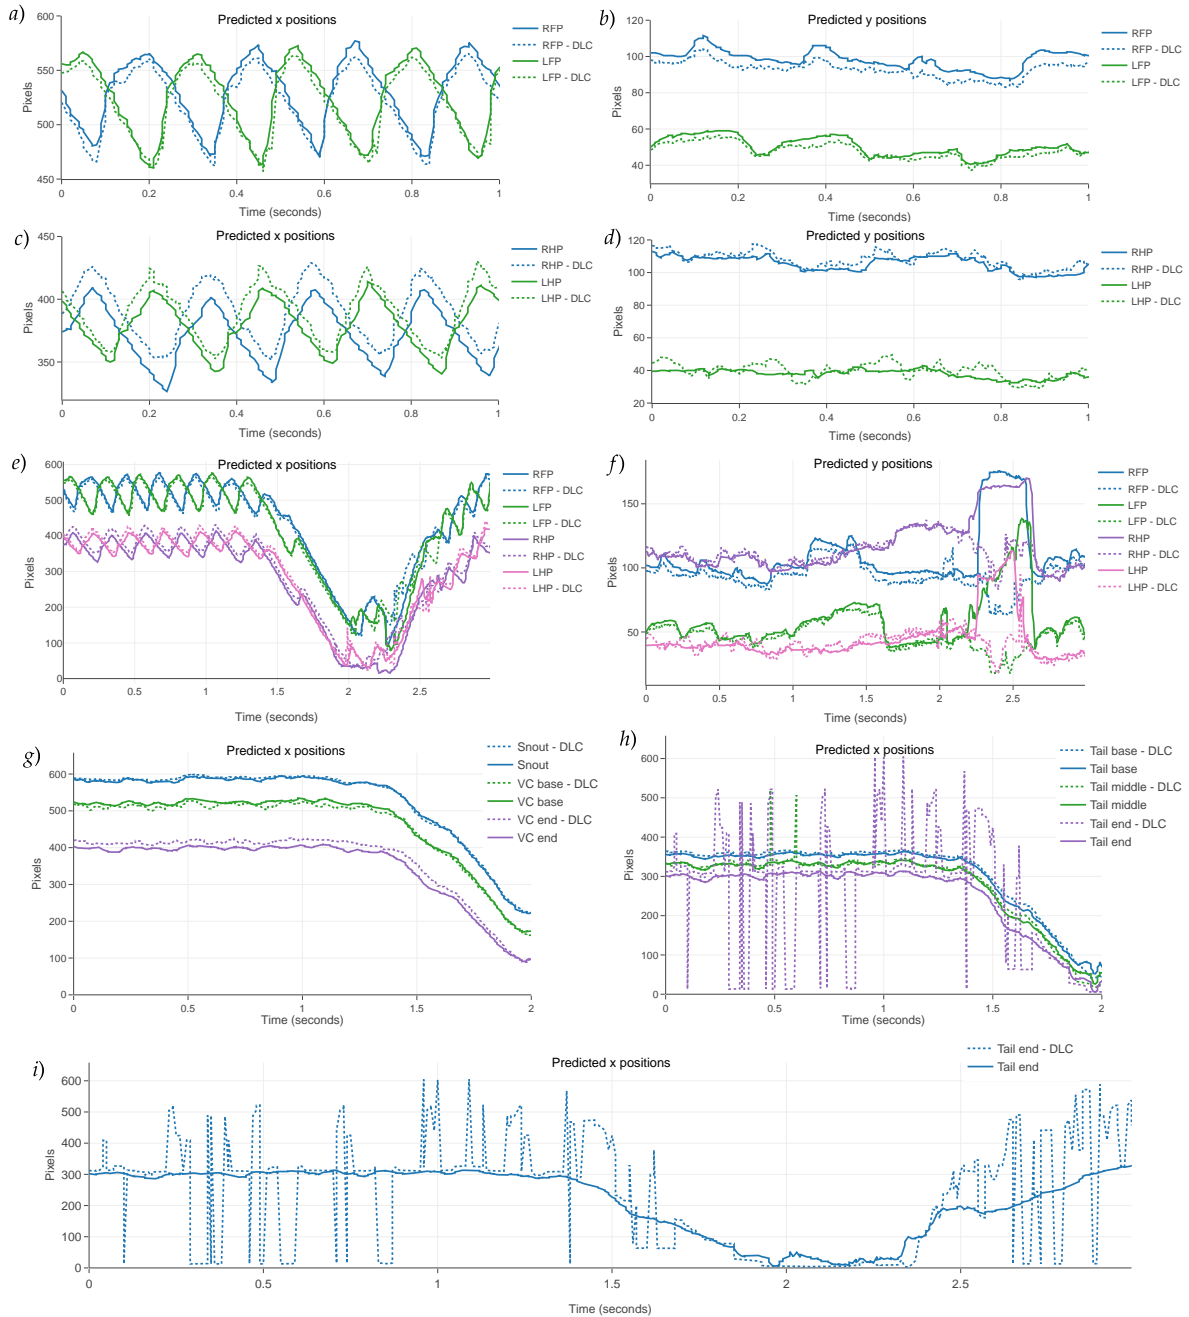 a)
Predicted x positions
600
550
500
450
Pixels
0 0.2 0.4 0.6 0.8 1
Time (seconds)
RFP
RFP - DLC
LFP
LFP - DLC
b)
Predicted y positions
120
100
80
60
40
Pixels
0 0.2 0.4 0.6 0.8 1
Time (seconds)
RFP
RFP - DLC
LFP
LFP - DLC
c)
Predicted x positions
450
400
350
Pixels
0 0.2 0.4 0.6 0.8 1
Time (seconds)
RHP
RHP - DLC
LHP
LHP - DLC
d)
Predicted y positions
120
100
80
60
40
20
Pixels
0 0.2 0.4 0.6 0.8 1
Time (seconds)
RHP
RHP - DLC
LHP
LHP - DLC
e)
Predicted x positions
600
500
400
300
200
100
0
Pixels
0 0.5 1 1.5 2 2.5
Time (seconds)
RFP
RFP - DLC
LFP
LFP - DLC
RHP
RHP - DLC
LHP
LHP - DLC
f)
Predicted y positions
150
100
50
Pixels
0 0.5 1 1.5 2 2.5
Time (seconds)
RFP
RFP - DLC
LFP
LFP - DLC
RHP
RHP - DLC
LHP
LHP - DLC
g)
Predicted x positions
600
500
400
300
200
100
0
Pixels
0 0.5 1 1.5 2
Time (seconds)
Snout - DLC
Snout
VC base - DLC
VC base
VC end - DLC
VC end
h)
Predicted x positions
600
500
400
300
200
100
0
Pixels
0 0.5 1 1.5 2
Time (seconds)
Tail base - DLC
Tail base
Tail middle - DLC
Tail middle
Tail end - DLC
Tail end
i)
Predicted x positions
600
500
400
300
200
100
0
Pixels
0 0.5 1 1.5 2 2.5
Time (seconds)
Tail end - DLC
Tail end